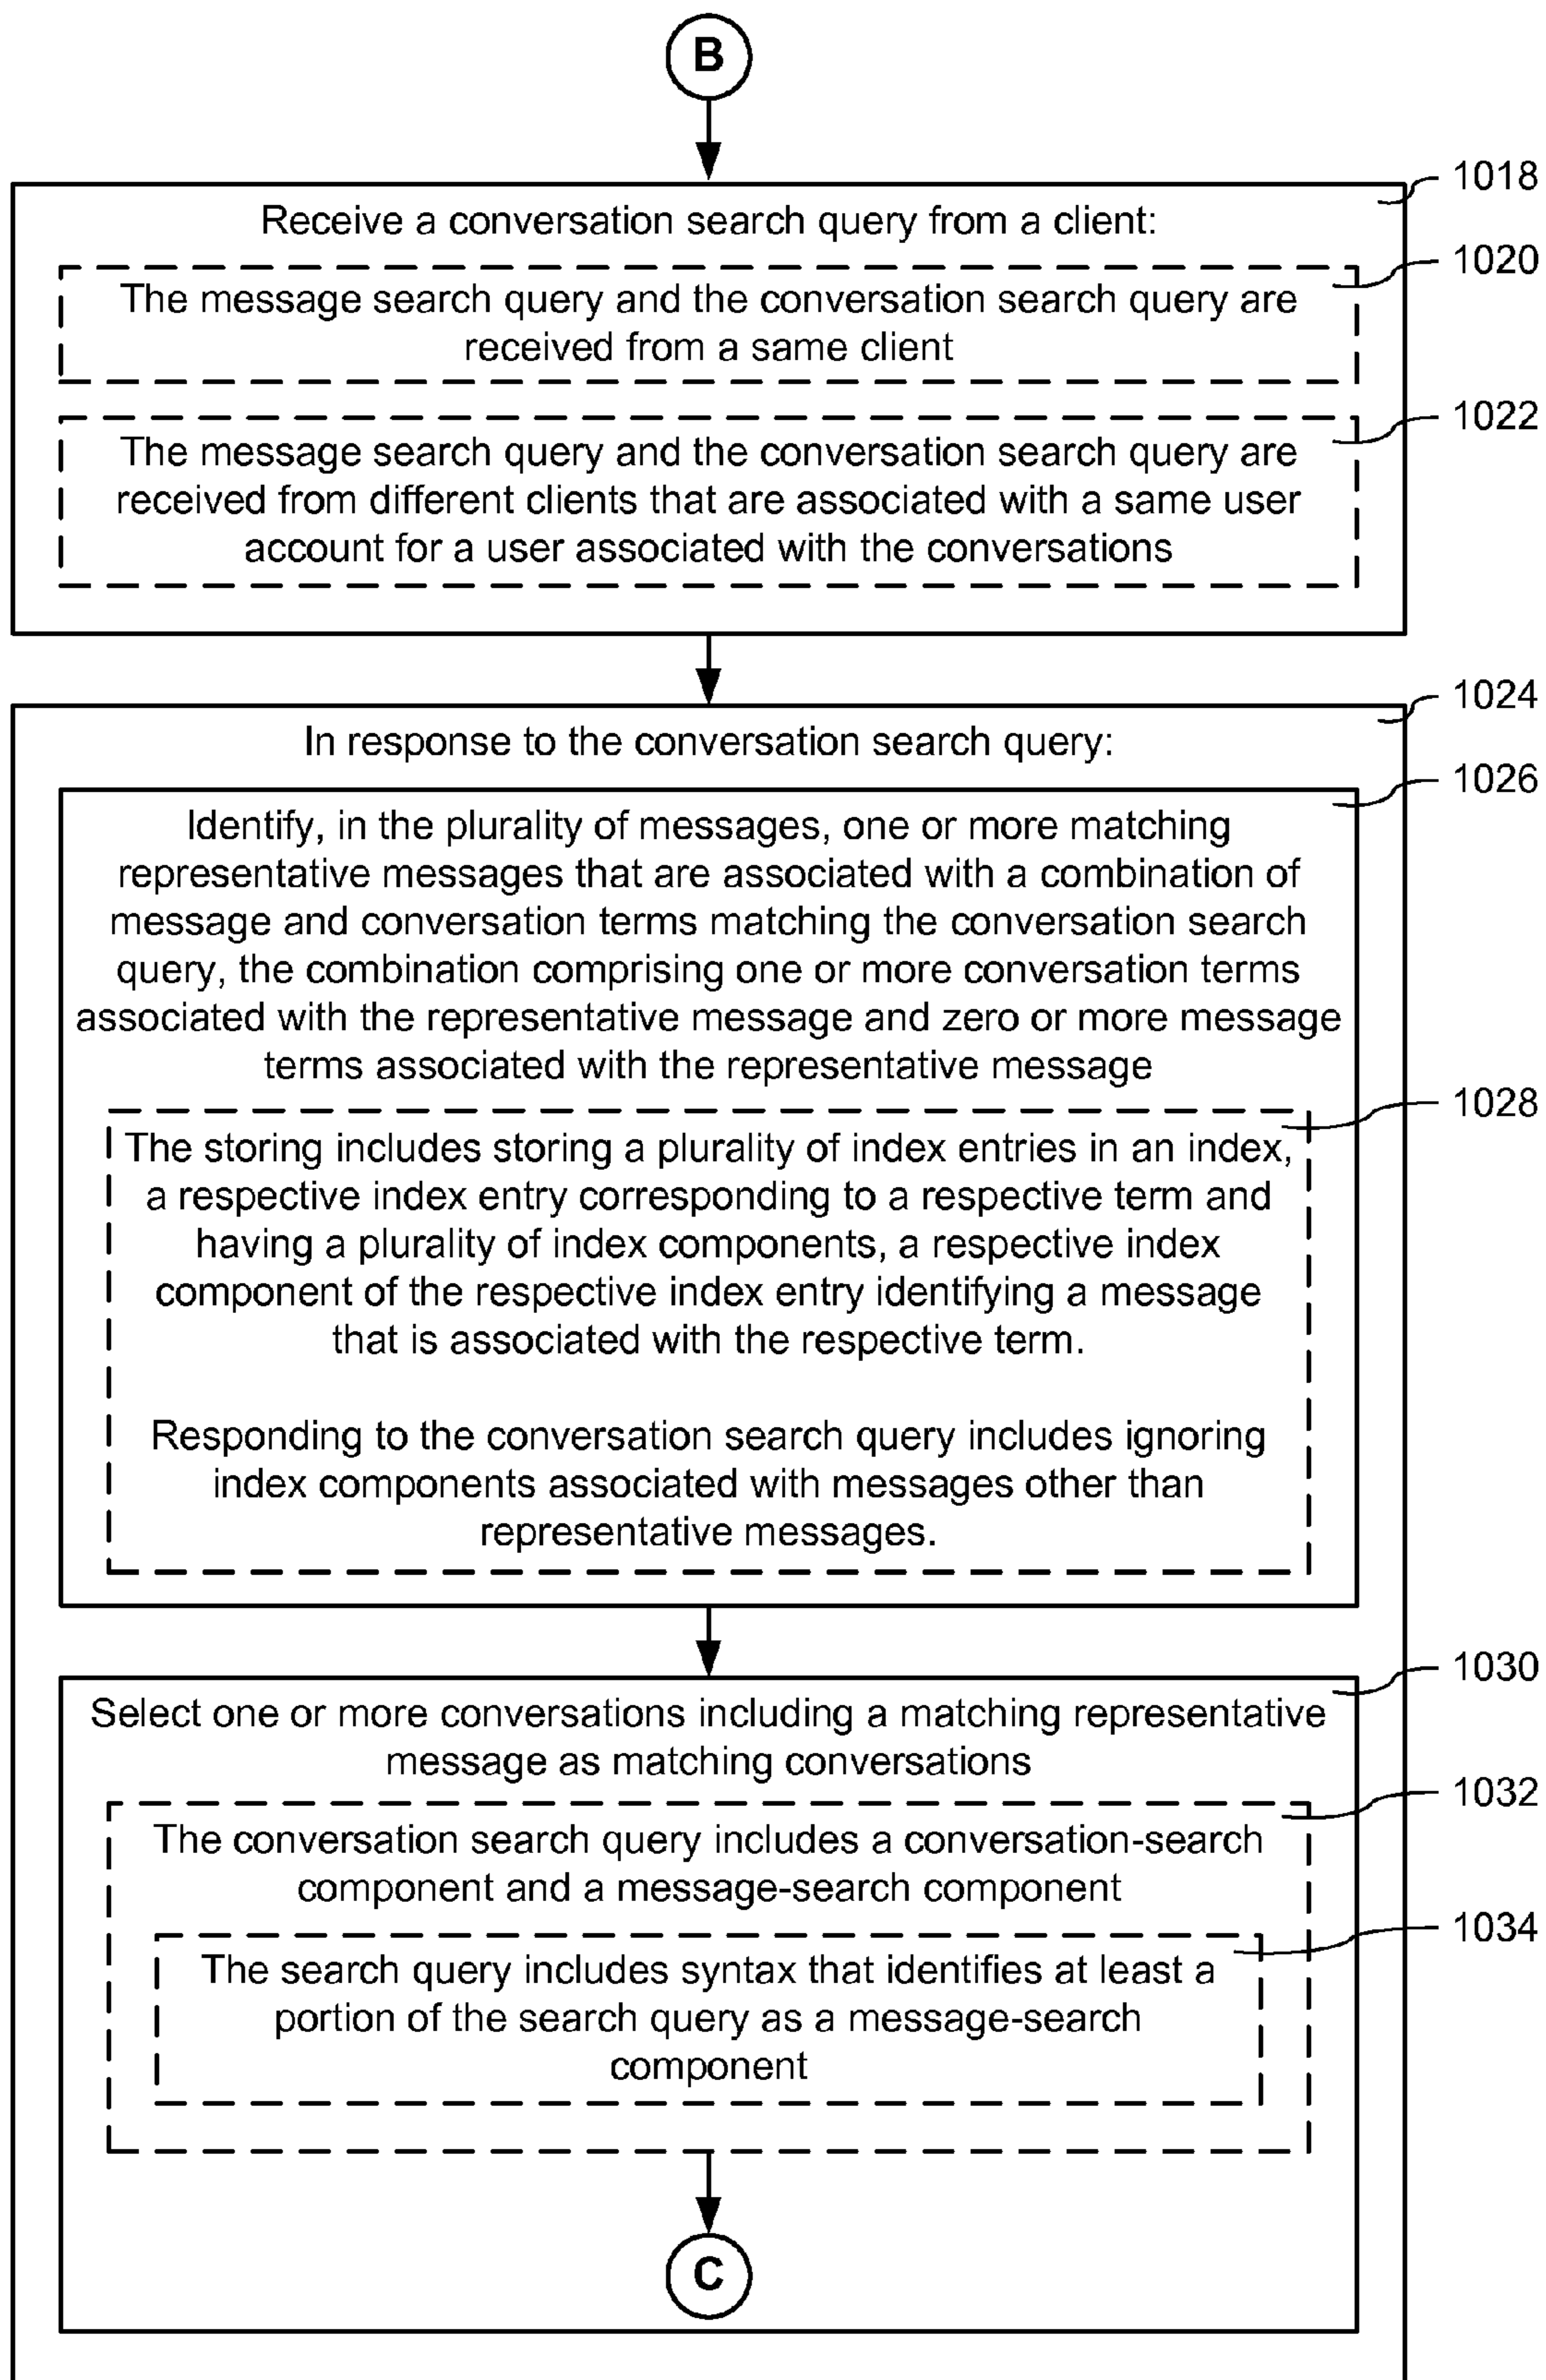 B
1018
Receive a conversation search query from a client:
1020
The message search query and the conversation search query are
received from a same client
1022
The message search query and the conversation search query are
received from different clients that are associated with a same user
account for a user associated with the conversations
1024
In response to the conversation search query:
1026
Identify, in the plurality of messages, one or more matching
representative messages that are associated with a combination of
message and conversation terms matching the conversation search
query, the combination comprising one or more conversation terms
associated with the representative message and zero or more message
terms associated with the representative message
1028
The storing includes storing a plurality of index entries in an index,
a respective index entry corresponding to a respective term and
having a plurality of index components, a respective index
component of the respective index entry identifying a message
that is associated with the respective term.
Responding to the conversation search query includes ignoring
index components associated with messages other than
representative messages.
1030
Select one or more conversations including a matching representative
message as matching conversations
1032
The conversation search query includes a conversation-search
component and a message-search component
1034
The search query includes syntax that identifies at least a
portion of the search query as a message-search
component
C